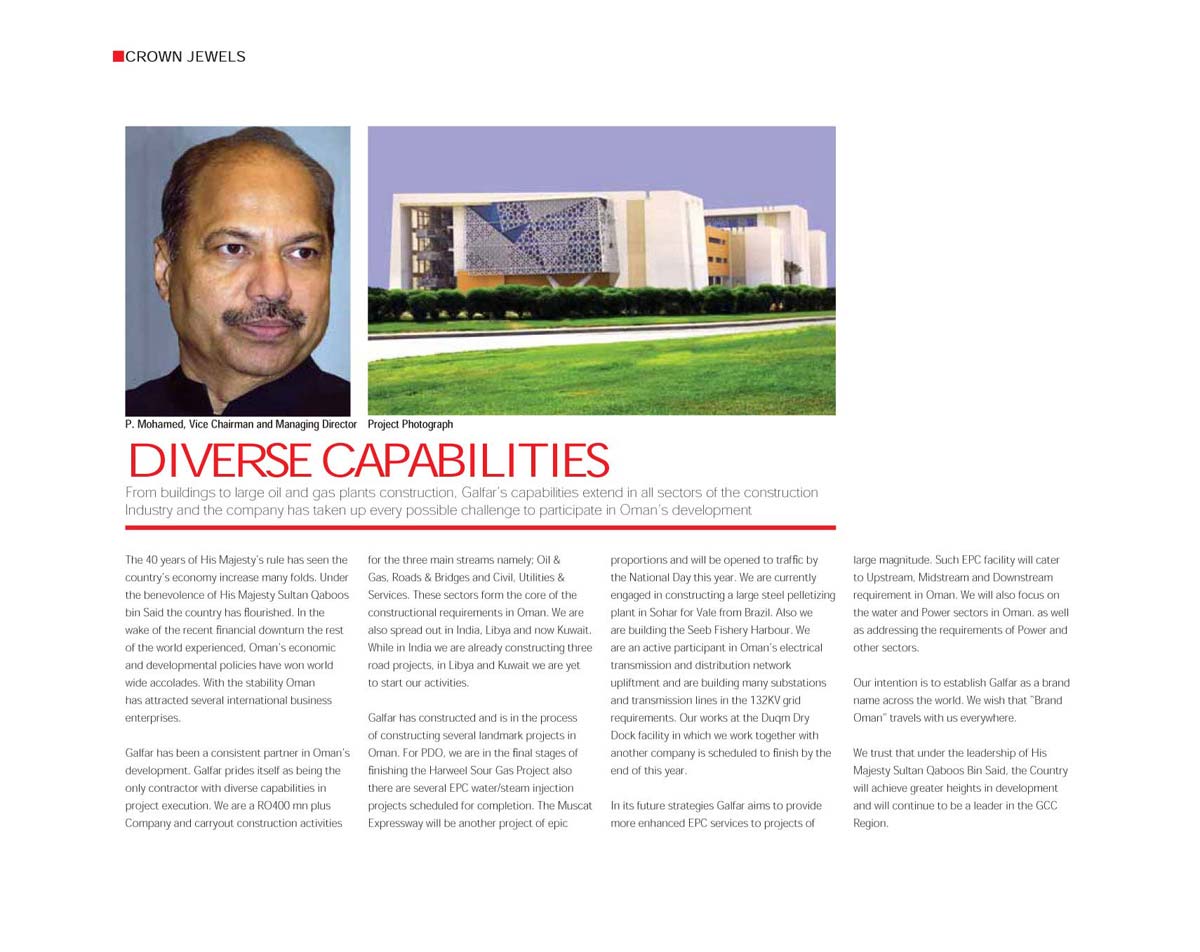 CROWN JEWELS
P. Mohamed, Vice Chairman and Managing Director
Project Photograph
DIVERSE CAPABILITIES
From buildings to large oil and gas plants construction, Galfar's capabilities extend in all sectors of the construction
Industry and the company has taken up every possible challenge to participate in Oman's development
The 40 years of His Majesty's rule has seen the
country's economy increase many folds. Under
the benevolence of His Majesty Sultan Qaboos
bin Said the country has flourished. In the
wake of the recent financial downturn the rest
of the world experienced, Oman's economic
and developmental policies have won world
wide accolades. With the stability Oman
has attracted several international business
enterprises.
Galfar has been a consistent partner in Oman's
development. Galfar prides itself as being the
only contractor with diverse capabilities in
project execution. We are a RO400 mn plus
Company and carryout construction activities
for the three main streams namely; Oil &
Gas, Roads & Bridges and Civil, Utilities &
Services. These sectors form the core of the
constructional requirements in Oman. We are
also spread out in India, Libya and now Kuwait.
While in India we are already constructing three
road projects, in Libya and Kuwait we are yet
to start our activities.
Galfar has constructed and is in the process
of constructing several landmark projects in
Oman. For PDO, we are in the final stages of
finishing the Harweel Sour Gas Project also
there are several EPC water/steam injection
projects scheduled for completion. The Muscat
Expressway will be another project of epic
proportions and will be opened to traffic by
the National Day this year. We are currently
engaged in constructing a large steel pelletizing
plant in Sohar for Vale from Brazil. Also we
are building the Seeb Fishery Harbour. We
are an active participant in Oman's electrical
transmission and distribution network
upliftment and are building many substations
and transmission lines in the 132KV grid
requirements. Our works at the Duqm Dry
Dock facility in which we work together with
another company is scheduled to finish by the
end of this year.
In its future strategies Galfar aims to provide
more enhanced EPC services to projects of
large magnitude. Such EPC facility will cater
to Upstream, Midstream and Downstream
requirement in Oman. We will also focus on
the water and Power sectors in Oman. as well
as addressing the requirements of Power and
other sectors.
Our intention is to establish Galfar as a brand
name across the world. We wish that "Brand
Oman" travels with us everywhere.
We trust that under the leadership of His
Majesty Sultan Qaboos Bin Said, the Country
will achieve greater heights in development
and will continue to be a leader in the GCC
Region.